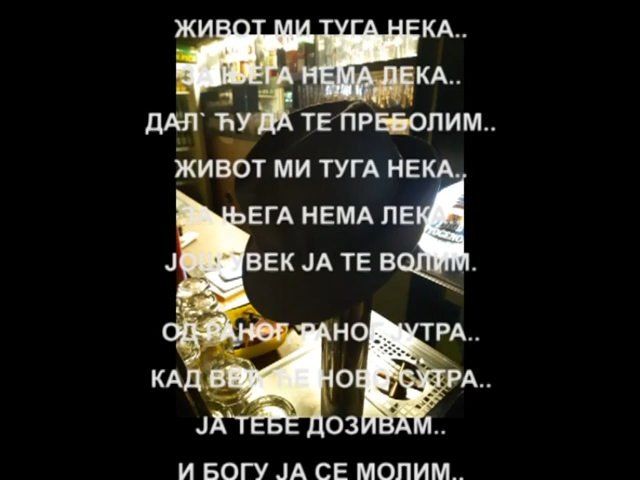 ЖИВОТ МИ ТУГА НЕКА..
ЗА ЊЕГА НЕМА ЛЕКА..
ДАЛ` ЋУ ДА ТЕ ПРЕБОЛИМ..
ЖИВОТ МИ ТУГА НЕКА..
ЗА ЊЕГА НЕМА ЛЕКА..
ЈОШ УВЕК ЈА ТЕ ВОЛИМ.
ОД РАНОГ РАНОГ ЈУТРА..
КАД ВЕЋ ЋЕ НОВО СУТРА..
ЈА ТЕБЕ ДОЗИВАМ..
И БОГУ ЈА СЕ МОЛИМ..